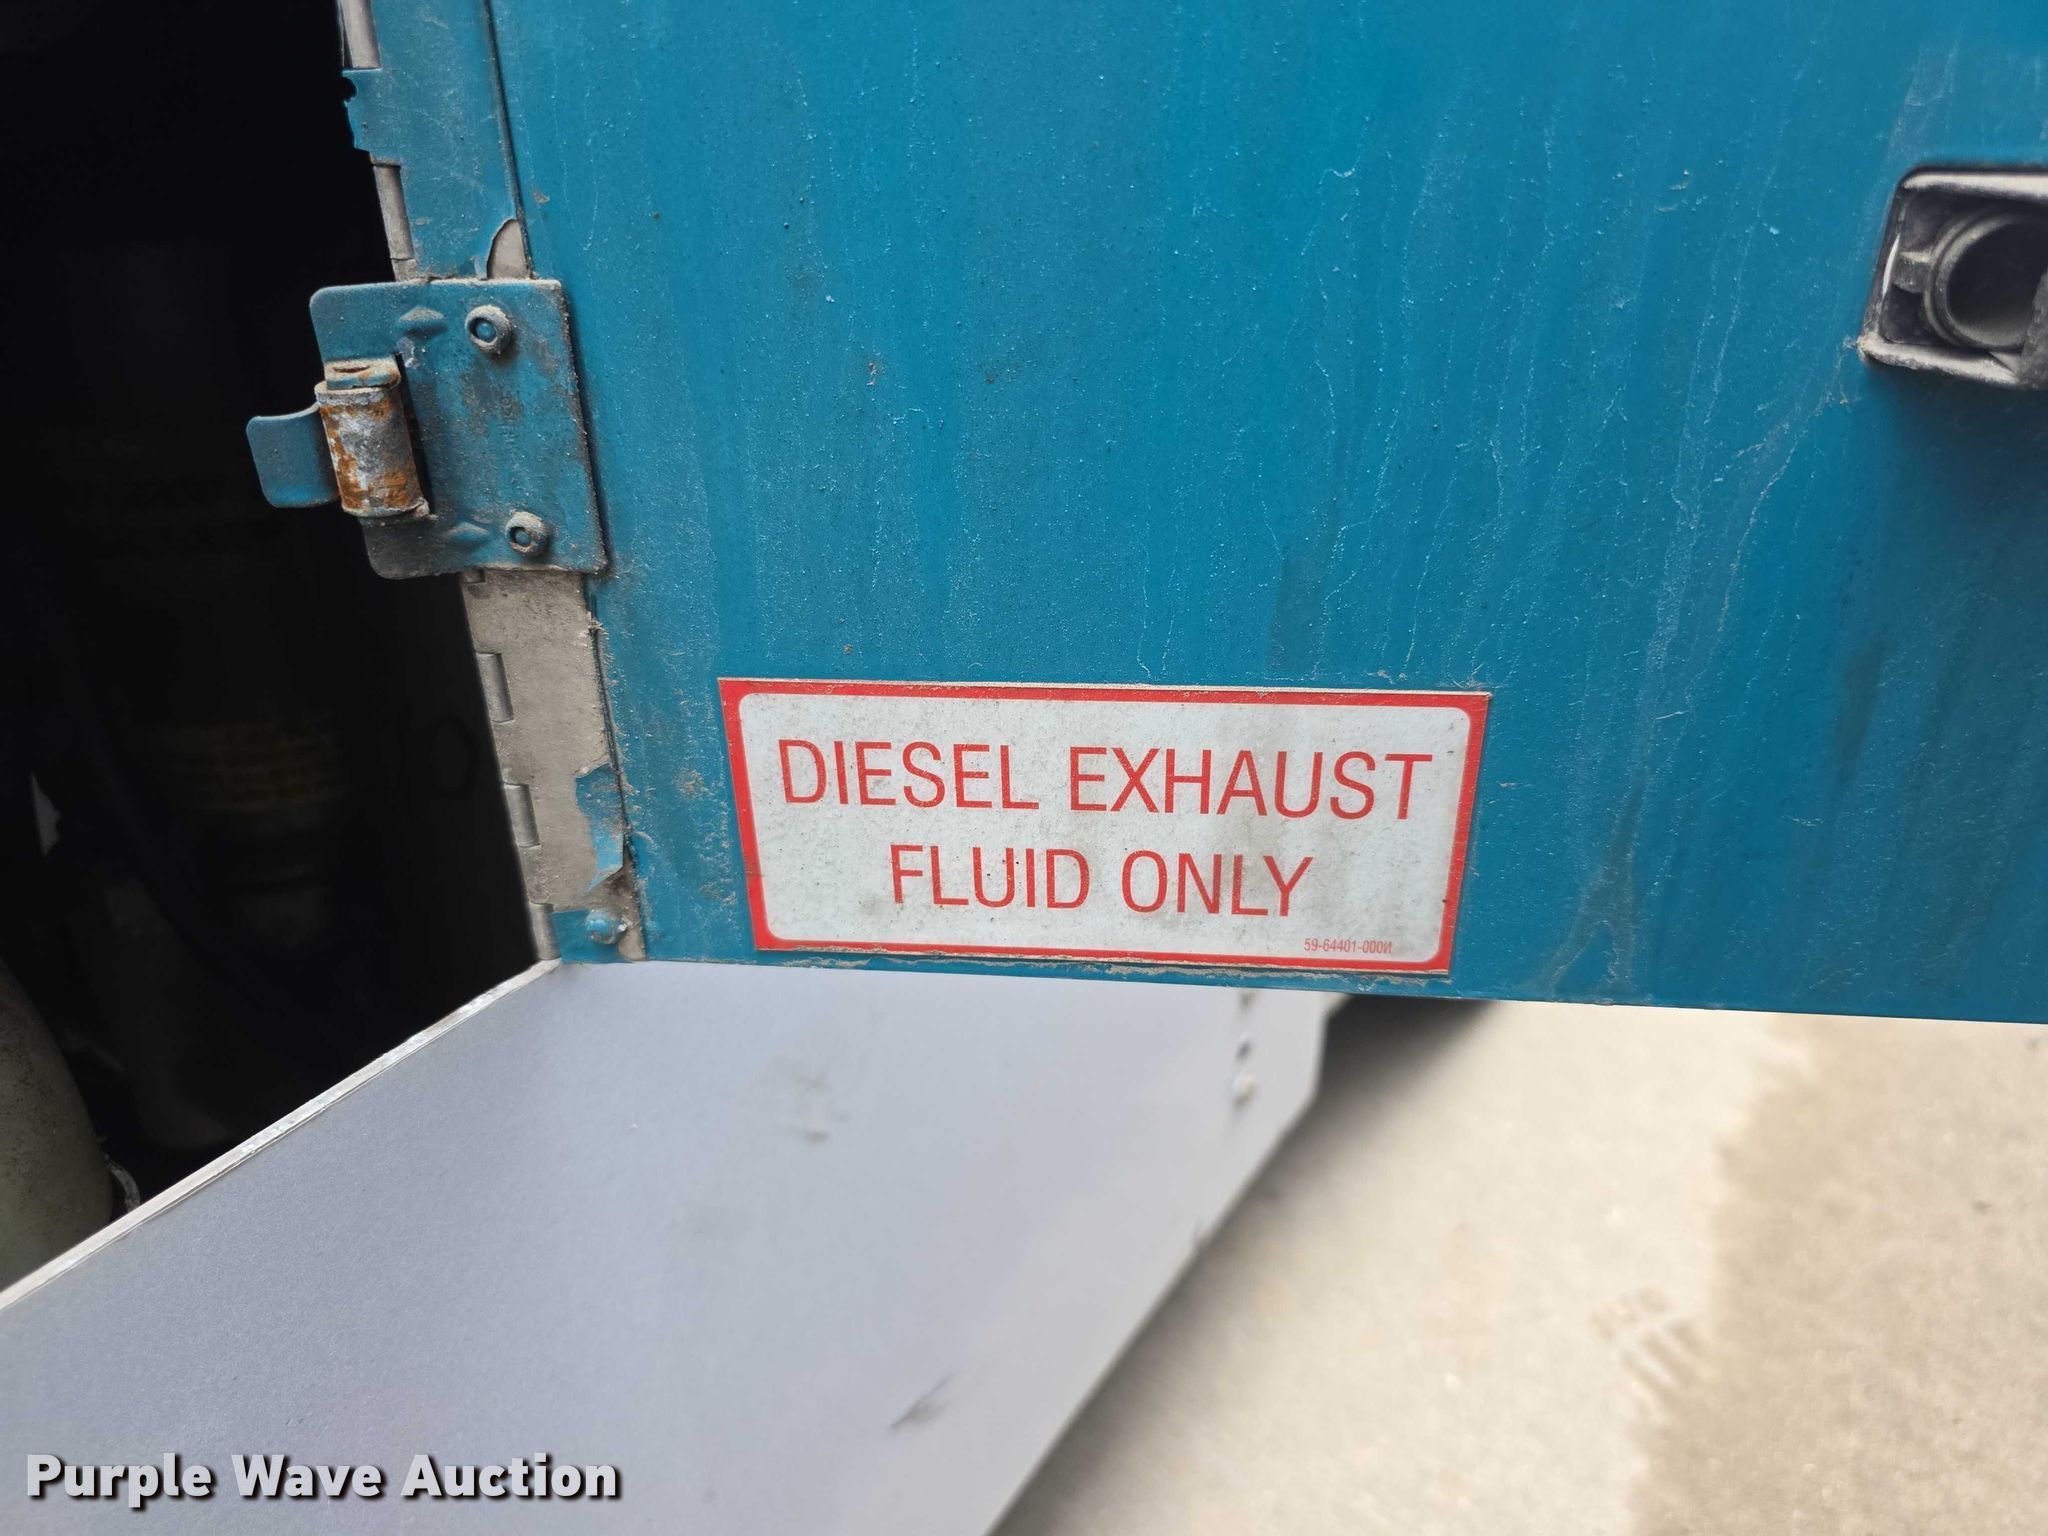 DIESEL EXHAUST
FLUID ONLY
59-64401-000И
Purple Wave Auction